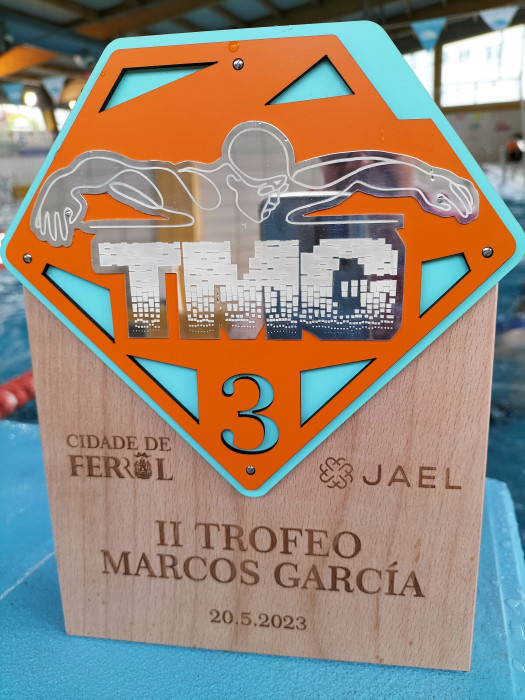 TMG
3
CIDADE DE
FERROL
JAEL
II TROFEO
MARCOS GARCÍA
20.5.2023